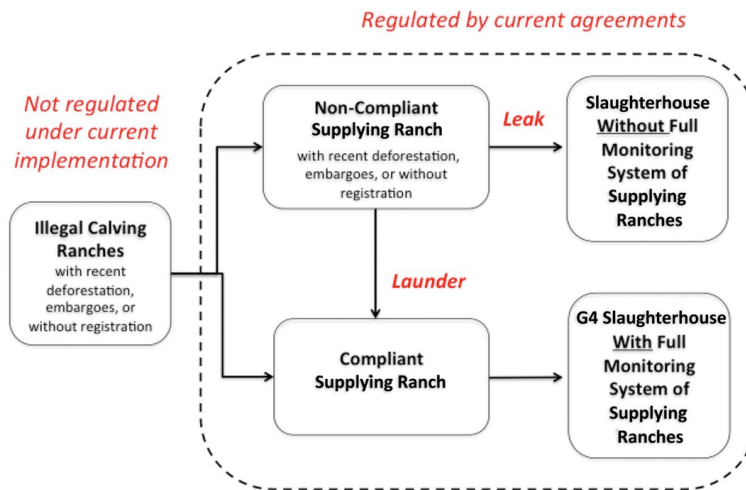 Regulated by current agreements
Not regulated
under current
implementation
Illegal Calving
Ranches
with recent
deforestation,
embargoes, or
without registration
Non-Compliant
Supplying Ranch
with recent deforestation,
embargoes, or without
registration
Leak
Slaughterhouse
Without Full
Monitoring
System of
Supplying
Ranches
Launder
Compliant
Supplying Ranch
G4 Slaughterhouse
With Full
Monitoring
System of
Supplying
Ranches